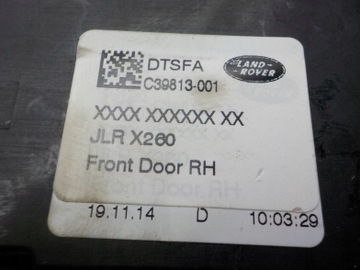 DTSFA
C39813-001
LAND
ROVER
XXXX XXXXXX XX
JLR X260
Front Door RH
Front Door RH
19.11.14 D 10:03:29